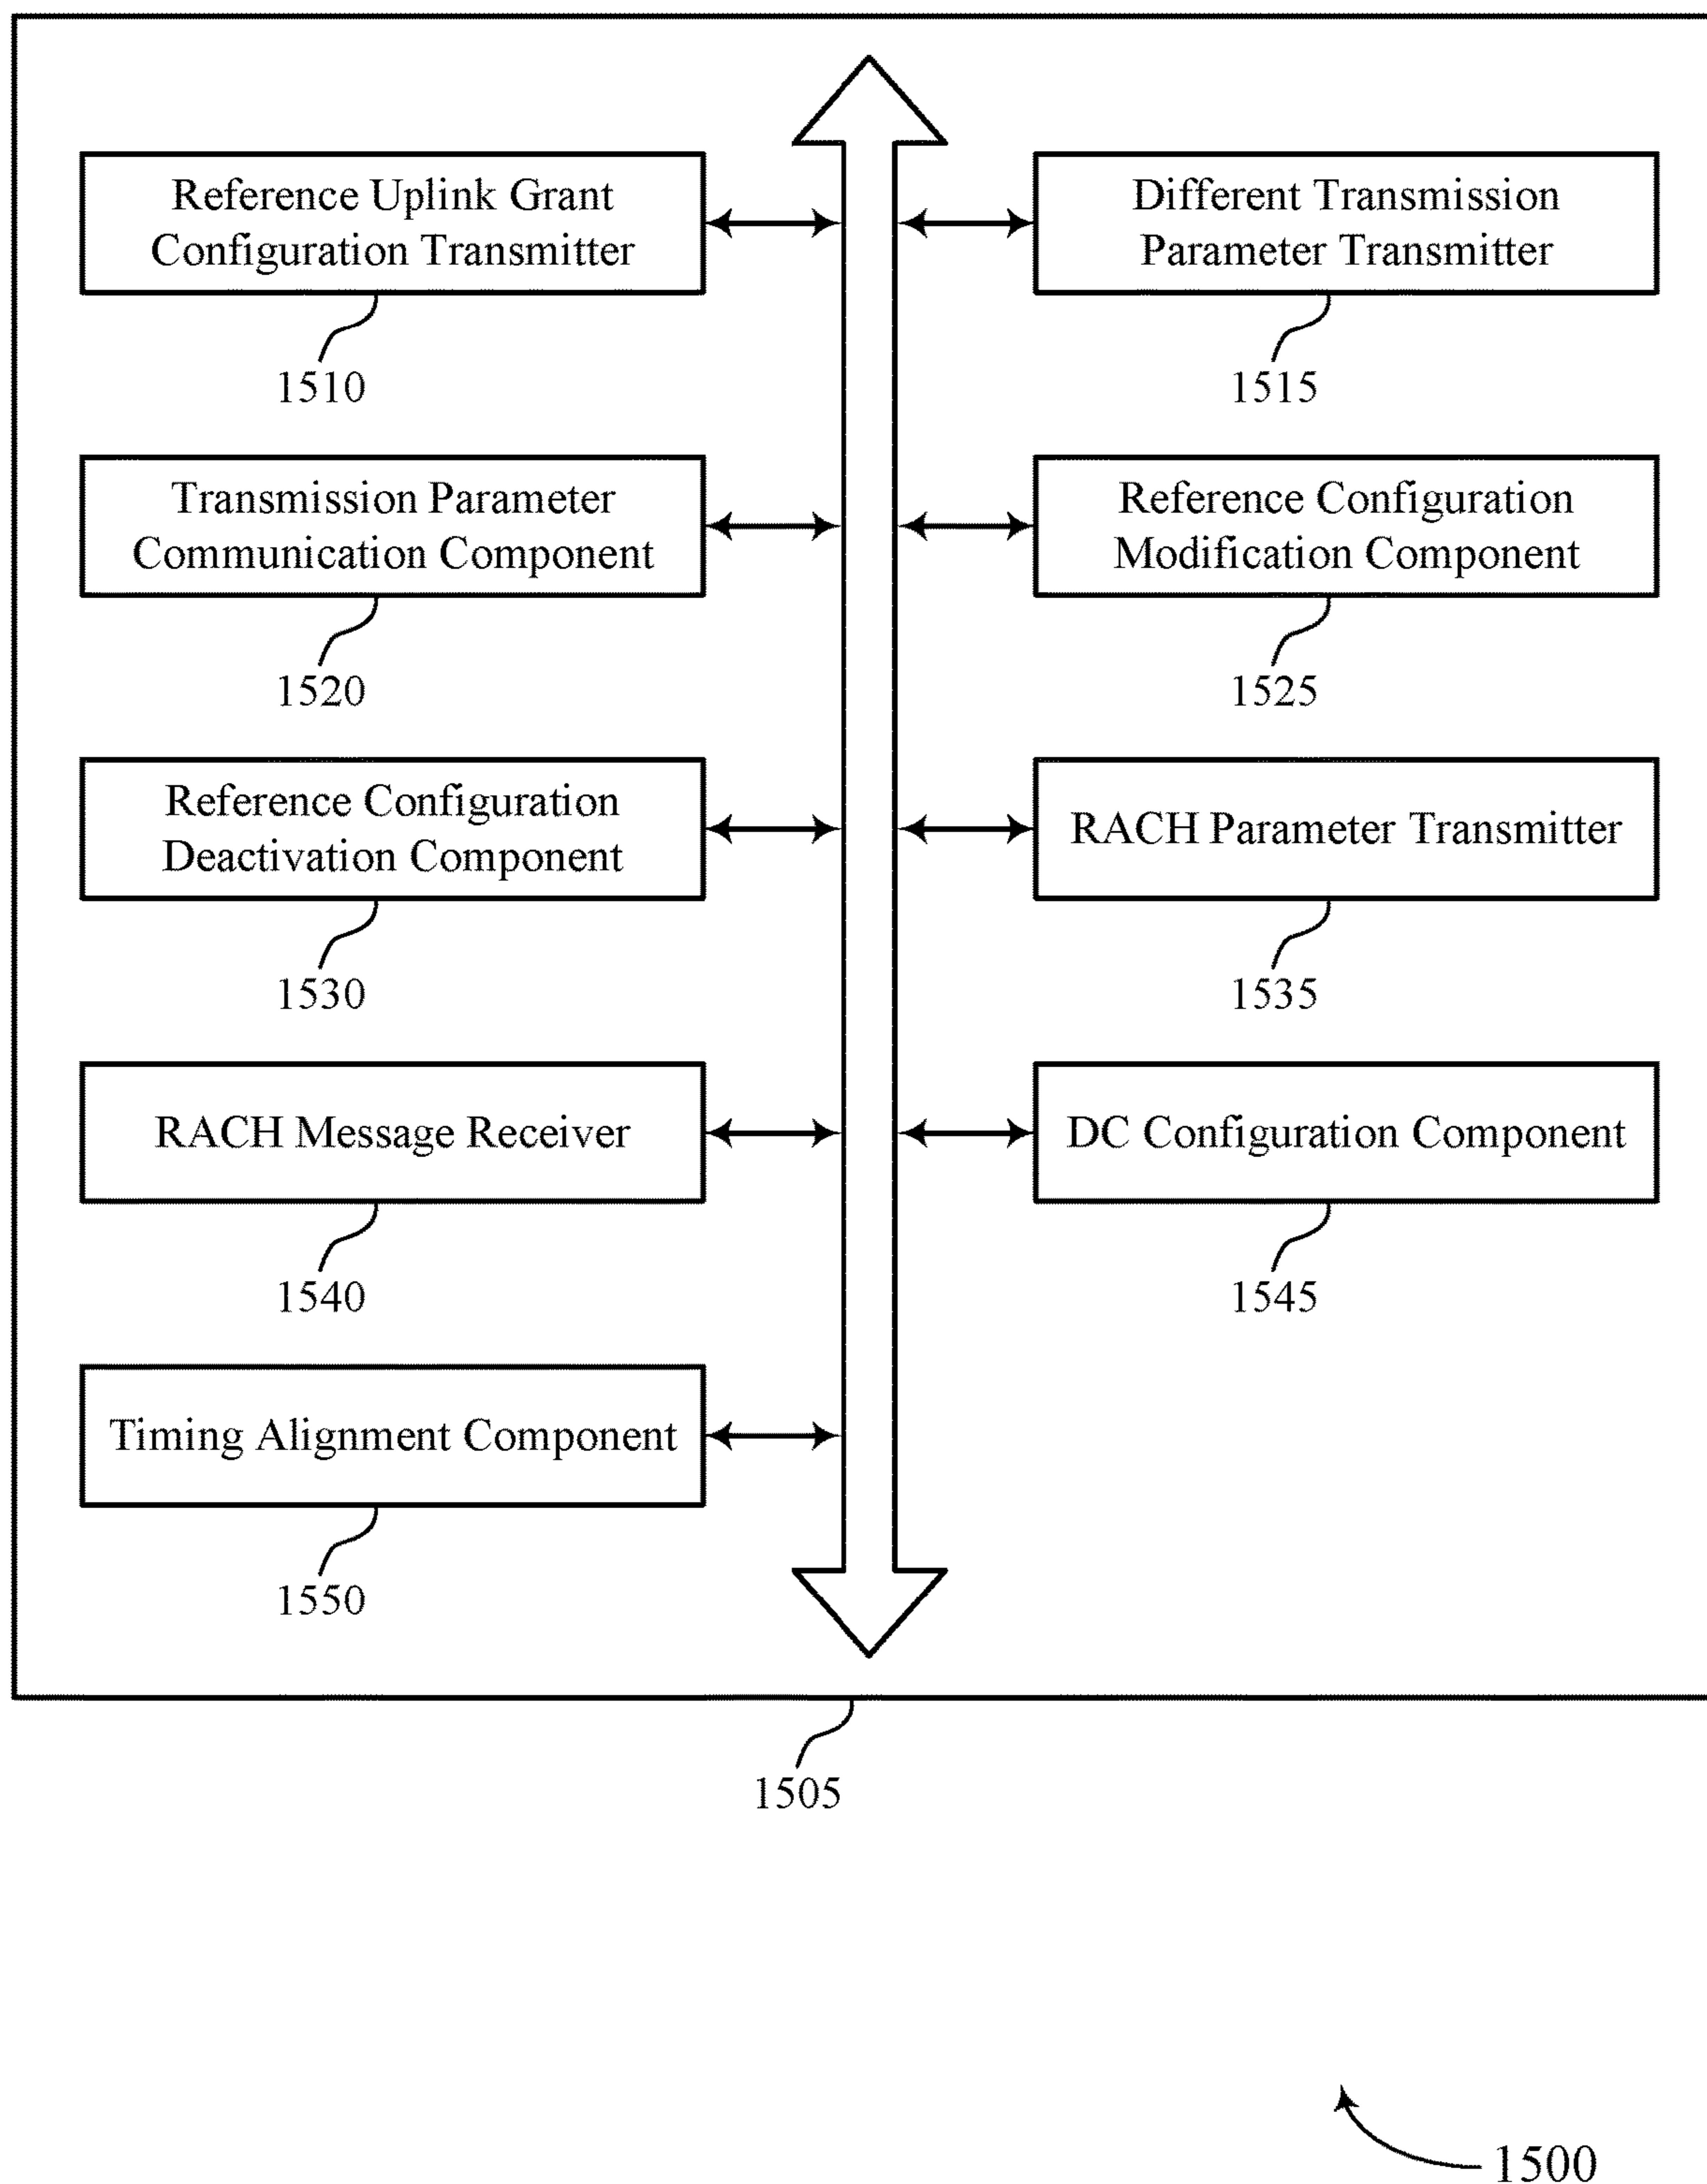 Reference Uplink Grant
Configuration Transmitter
1510
Different Transmission
Parameter Transmitter
1515
Transmission Parameter
Communication Component
1520
Reference Configuration
Modification Component
1525
Reference Configuration
Deactivation Component
1530
RACH Parameter Transmitter
1535
RACH Message Receiver
1540
DC Configuration Component
1545
Timing Alignment Component
1550
1505
1500